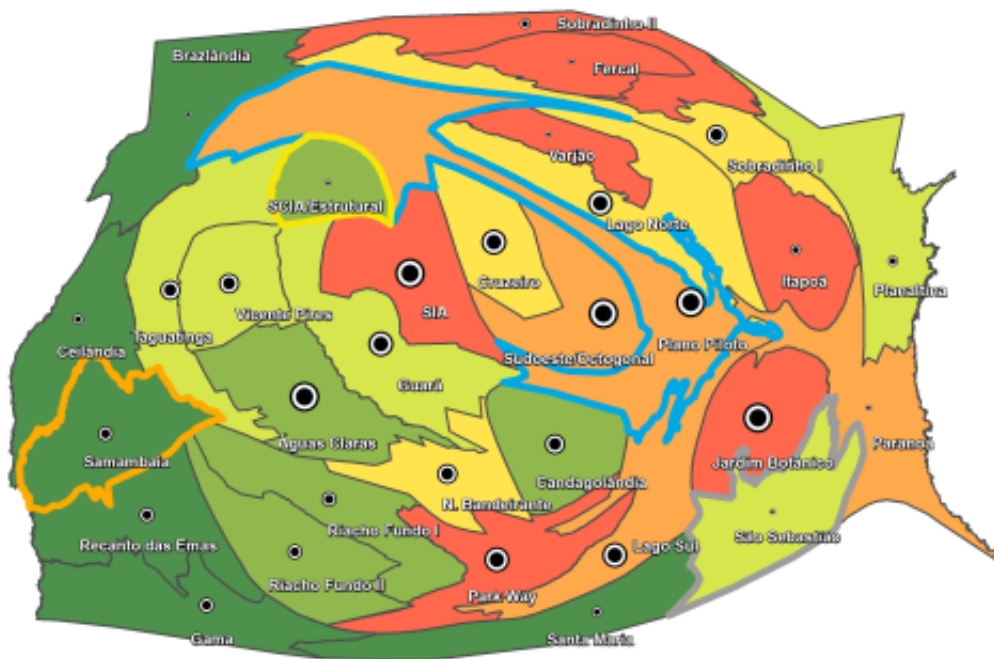 Sobradinho II
Brazlândia
Fercal
Varjão
Sobradinho I
SCIA/Estrutural
Lago Norte
Cruzeiro
Itapoã
Planaltina
Vicente Pires
SIA
Taguatinga
Plano Piloto
Ceilândia
Sudoeste/Octogonal
Guará
Águas Claras
Paranoá
Samambaia
Jardim Botânico
Candagolândia
N. Bandeirante
Riacho Fundo I
São Sebastião
Recanto das Emas
Lago Sul
Riacho Fundo II
Park Way
Gama
Santa Maria